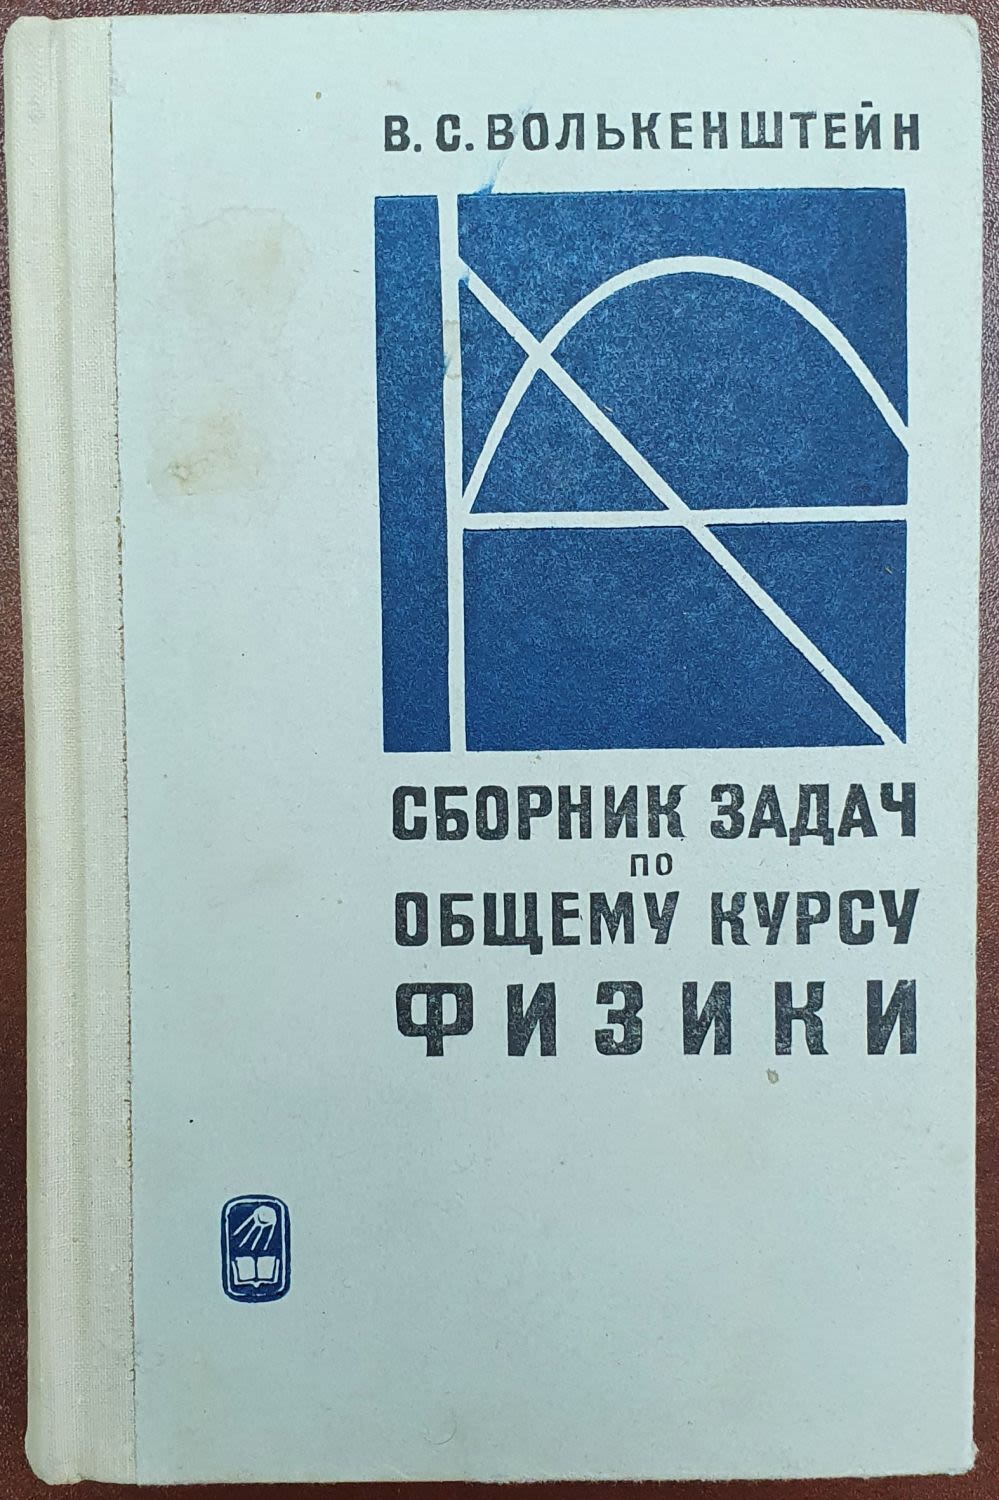 В. С. ВОЛЬКЕНШТЕЙН
СБОРНИК ЗАДАЧ
ПО
ОБЩЕМУ КУРСУ
ФИЗИКИ